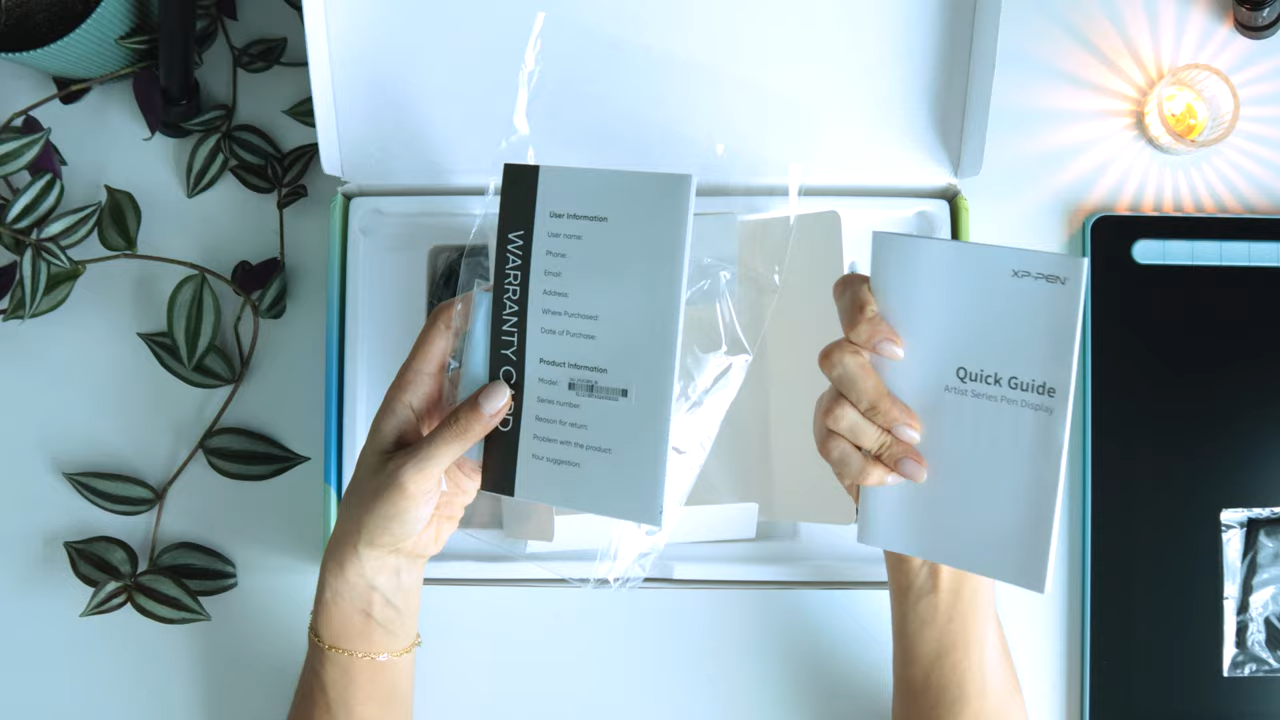 WARRANTY CARD
User Information
User name:
Phone:
Email:
Address:
Where Purchased:
Date of Purchase:
Product Information
Model:
Series number:
Reason for return:
Problem with the product:
Your suggestion:
XP-PEN
Quick Guide
Artist Series Pen Display